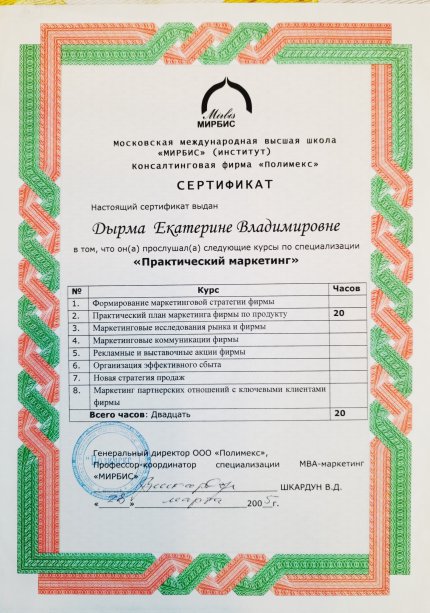 Merbis
МИРБИС
Московская международная высшая школа
«МИРБИС» (институт)
Консалтинговая фирма «Полимекс»
СЕРТИФИКАТ
Настоящий сертификат выдан
Дырма Екатерине Владимировне
в том, что он(а) прослушал(а) следующие курсы по специализации
«Практический маркетинг»
№ Курс Часов
1. Формирование маркетинговой стратегии фирмы
2. Практический план маркетинга фирмы по продукту 20
3. Маркетинговые исследования рынка и фирмы
4. Маркетинговые коммуникации фирмы
5. Рекламные и выставочные акции фирмы
6. Организация эффективного сбыта
7. Новая стратегия продаж
8. Маркетинг партнерских отношений с ключевыми клиентами
фирмы
Всего часов: Двадцать 20
Генеральный директор ООО «Полимекс»,
Профессор-координатор специализации МВА-маркетинг
«МИРБИС»
ШКАРДУН В.Д.
«28» марта 2005 г.